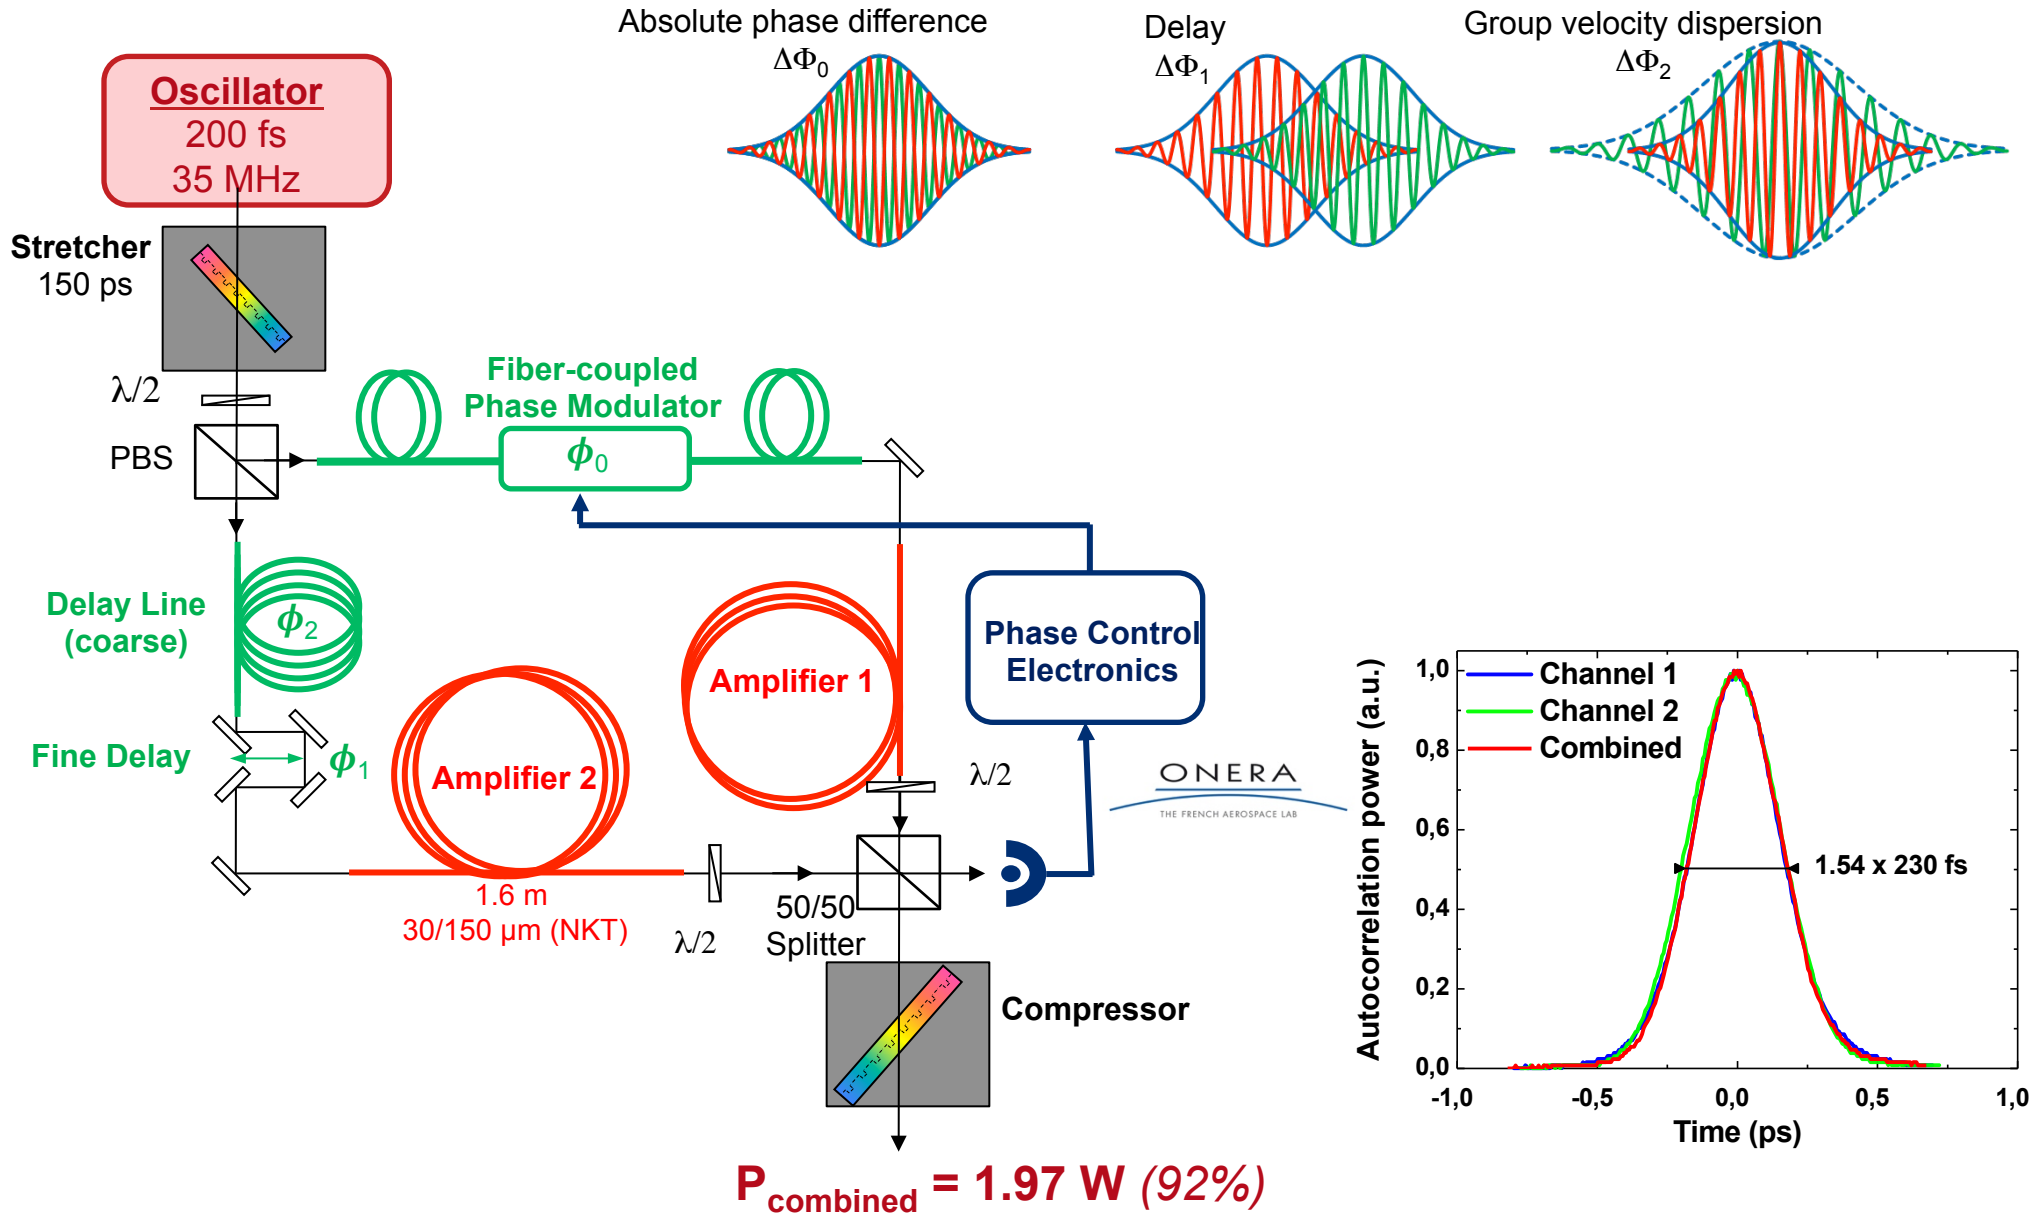 Absolute phase difference
ΔΦ0
Delay
ΔΦ1
Group velocity dispersion
ΔΦ2
Oscillator
200 fs
35 MHz
Stretcher
150 ps
λ/2
PBS
Fiber-coupled
Phase Modulator
ϕ0
Delay Line
(coarse)
ϕ2
Fine Delay
ϕ1
Amplifier 2
1.6 m
30/150 µm (NKT)
λ/2
Amplifier 1
λ/2
50/50
Splitter
Phase Control
Electronics
ONERA
THE FRENCH AEROSPACE LAB
Compressor
Pcombined = 1.97 W (92%)
Autocorrelation power (a.u.)
1,0
0,8
0,6
0,4
0,2
0,0
Channel 1
Channel 2
Combined
1.54 x 230 fs
-1,0
-0,5
0,0
0,5
1,0
Time (ps)